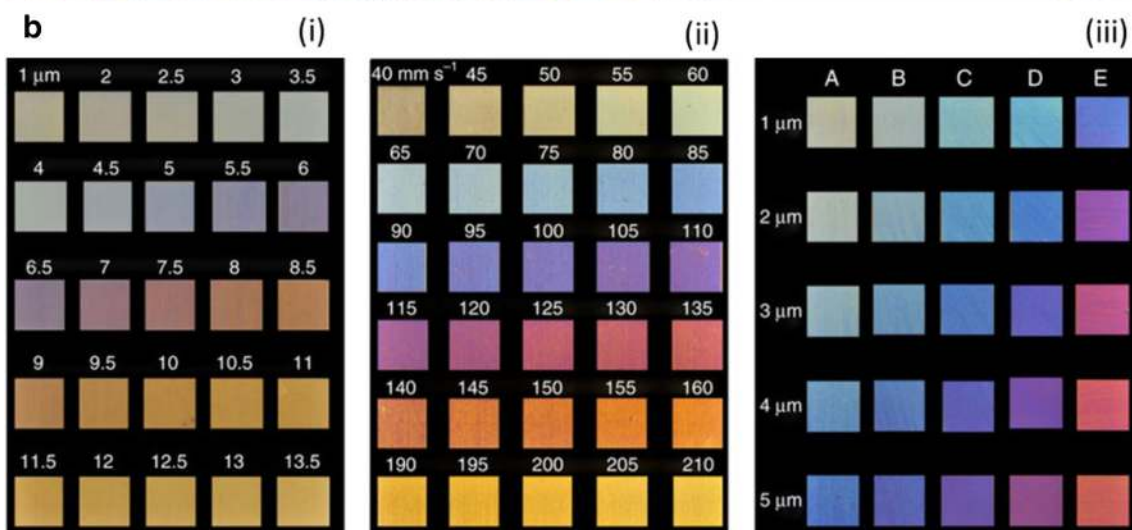 b
(i)
(ii)
(iii)
1 μm 2 2.5 3 3.5
4 4.5 5 5.5 6
6.5 7 7.5 8 8.5
9 9.5 10 10.5 11
11.5 12 12.5 13 13.5
40 mm s⁻¹ 45 50 55 60
65 70 75 80 85
90 95 100 105 110
115 120 125 130 135
140 145 150 155 160
190 195 200 205 210
A B C D E
1 μm
2 μm
3 μm
4 μm
5 μm